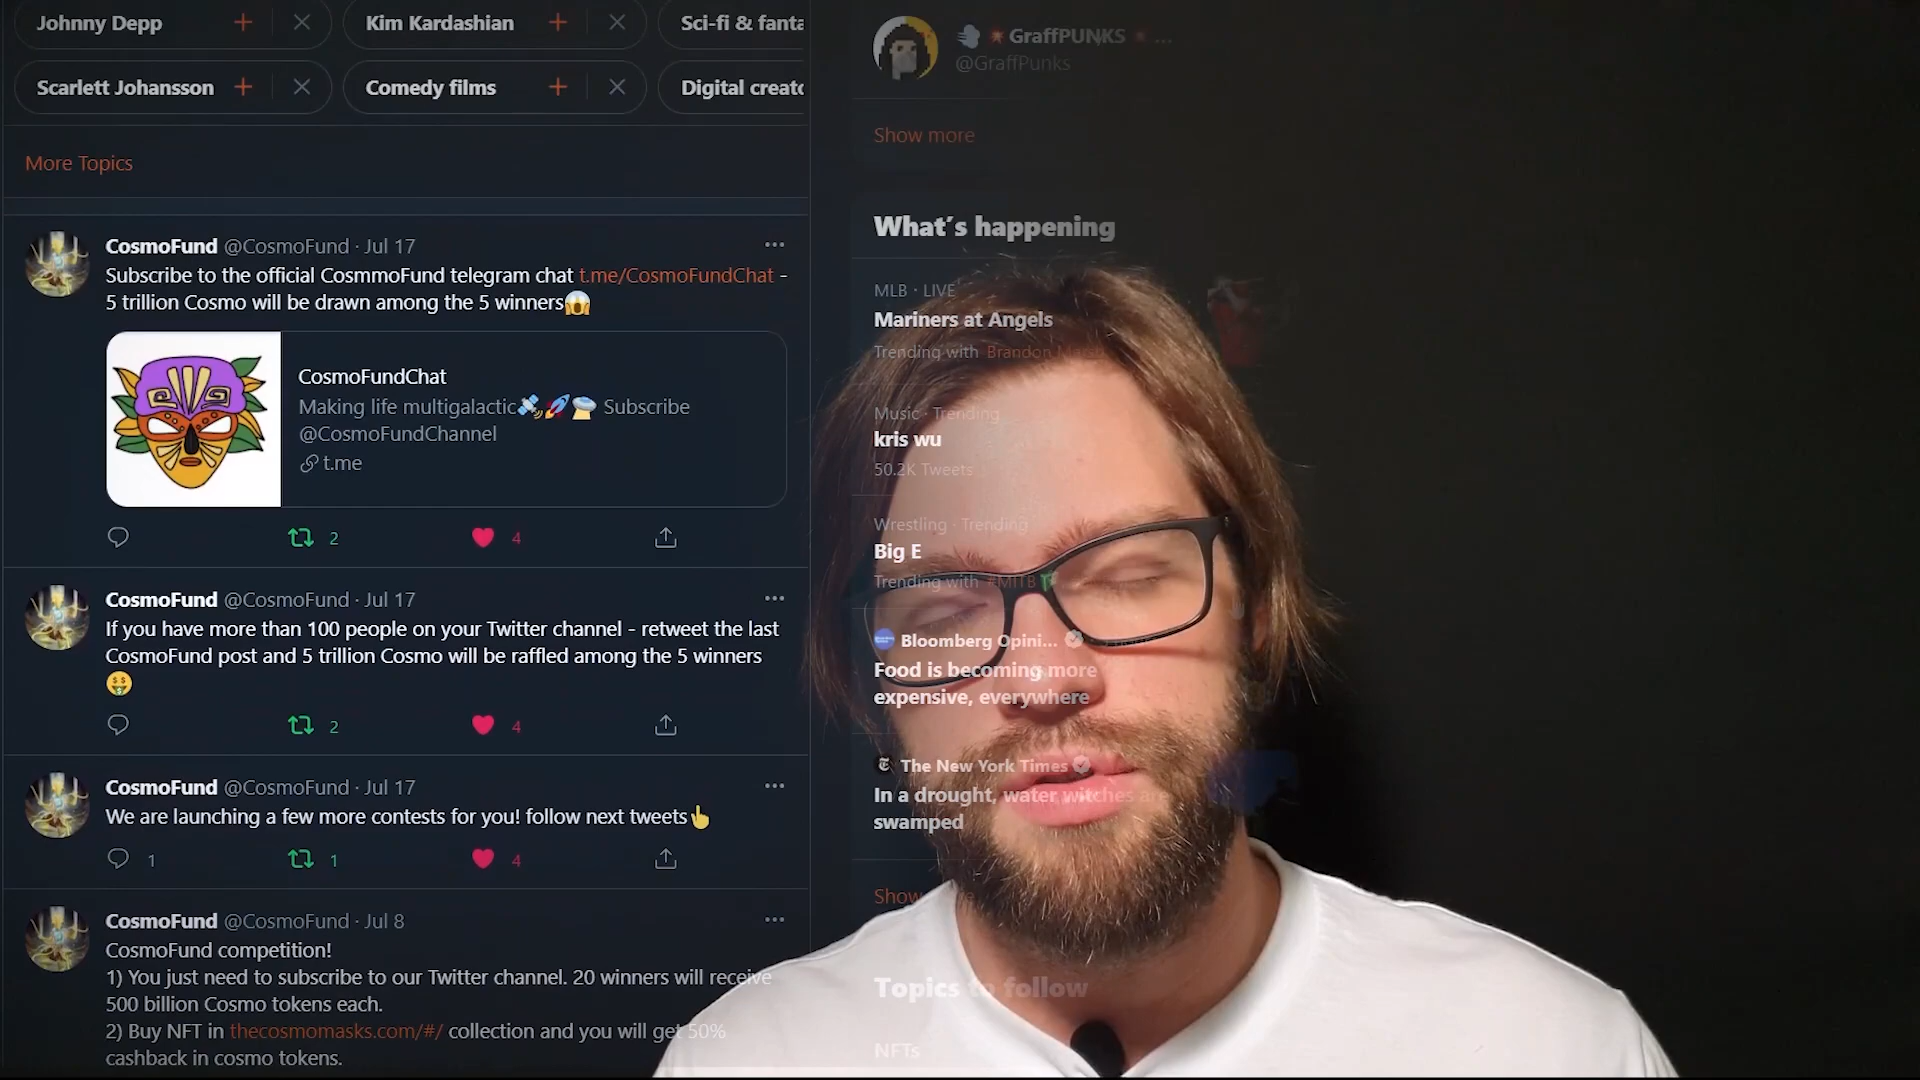 Johnny Depp
Kim Kardashian
Sci-fi & fanta
Scarlett Johansson
Comedy films
Digital creato
More Topics
CosmoFund @CosmoFund · Jul 17
Subscribe to the official CosmmoFund telegram chat t.me/CosmoFundChat -
5 trillion Cosmo will be drawn among the 5 winners😱
CosmoFundChat
Making life multigalactic🛰🚀🛸 Subscribe
@CosmoFundChannel
t.me
2
4
CosmoFund @CosmoFund · Jul 17
If you have more than 100 people on your Twitter channel - retweet the last
CosmoFund post and 5 trillion Cosmo will be raffled among the 5 winners
🤑
2
4
CosmoFund @CosmoFund · Jul 17
We are launching a few more contests for you! follow next tweets👆
1
1
4
CosmoFund @CosmoFund · Jul 8
CosmoFund competition!
1) You just need to subscribe to our Twitter channel. 20 winners will receive
500 billion Cosmo tokens each.
2) Buy NFT in thecosmomasks.com/#/ collection and you will get 50%
cashback in cosmo tokens.
GraffPUNKS ...
@GraffPunks
Show more
What's happening
MLB · LIVE
Mariners at Angels
Trending with Brandon Marsh
Music · Trending
kris wu
50.2K Tweets
Wrestling · Trending
Big E
Trending with #MITB
Bloomberg Opini...
Food is becoming more
expensive, everywhere
The New York Times
In a drought, water witches are
swamped
Show
Topics to follow
NFTs